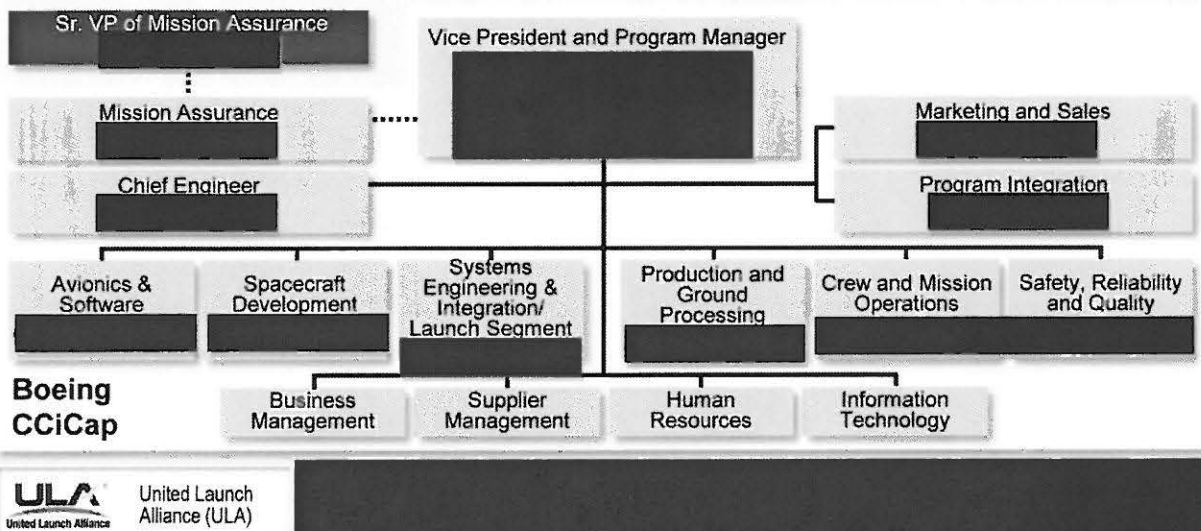 Sr. VP of Mission Assurance
Vice President and Program Manager
Mission Assurance
Marketing and Sales
Chief Engineer
Program Integration
Avionics &
Software
Spacecraft
Development
Systems
Engineering &
Integration/
Launch Segment
Production and
Ground
Processing
Crew and Mission
Operations
Safety, Reliability
and Quality
Boeing
CCiCap
Business
Management
Supplier
Management
Human
Resources
Information
Technology
ULA
United Launch Alliance
United Launch
Alliance (ULA)